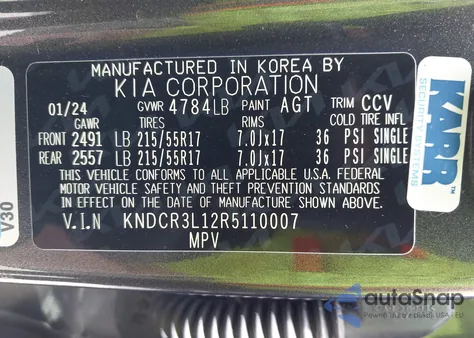 MANUFACTURED IN KOREA BY
KIA CORPORATION
01/24 GVWR 4784LB PAINT AGT TRIM CCV
GAWR TIRES RIMS COLD TIRE INFL
FRONT 2491 LB 215/55R17 7.0Jx17 36 PSI SINGLE
REAR 2557 LB 215/55R17 7.0Jx17 36 PSI SINGLE
THIS VEHICLE CONFORMS TO ALL APPLICABLE U.S.A. FEDERAL
MOTOR VEHICLE SAFETY AND THEFT PREVENTION STANDARDS IN
EFFECT ON THE DATE OF MANUFACTURE SHOWN ABOVE.
V.I.N KNDCR3L12R5110007
MPV
V30
KARR
SECURITY SYSTEMS
autoSnap